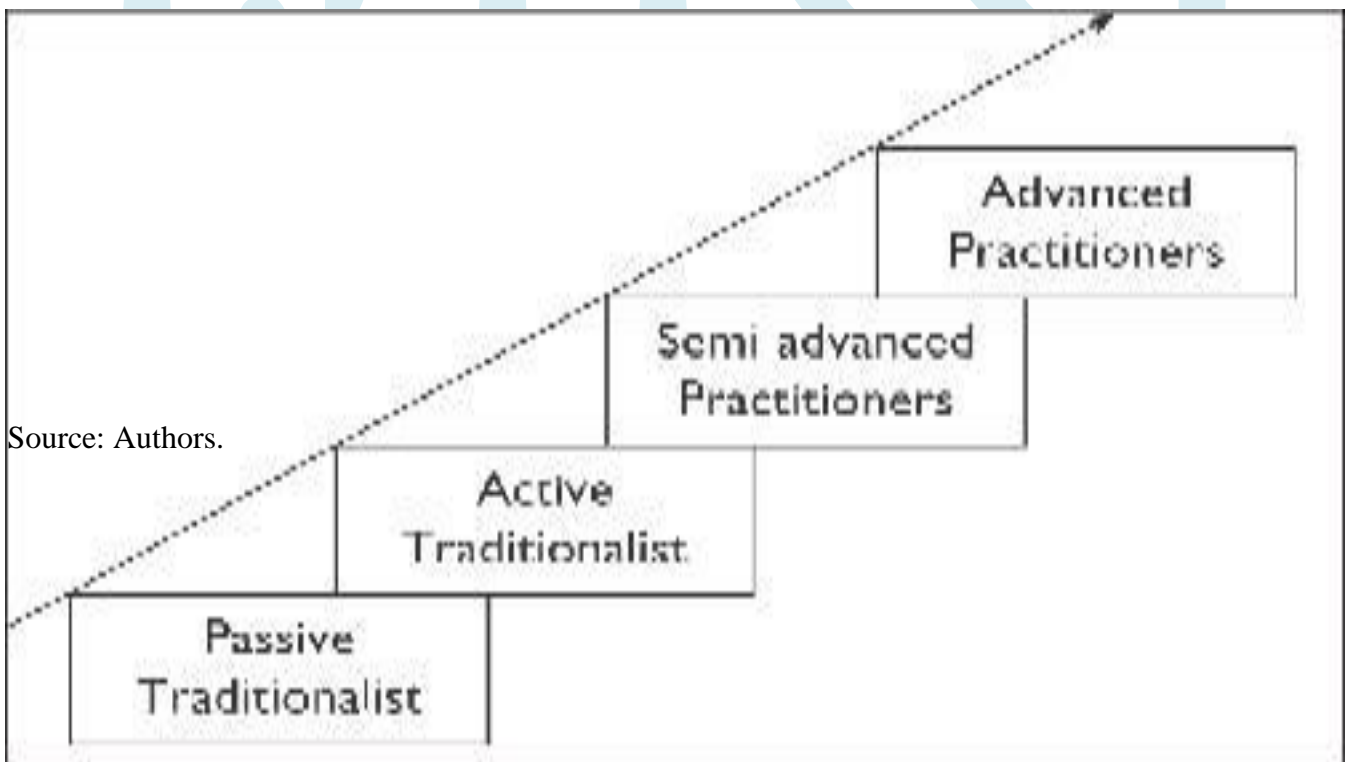 Advanced
Practitioners
Semi advanced
Practitioners
Source: Authors.
Active
Traditionalist
Passive
Traditionalist